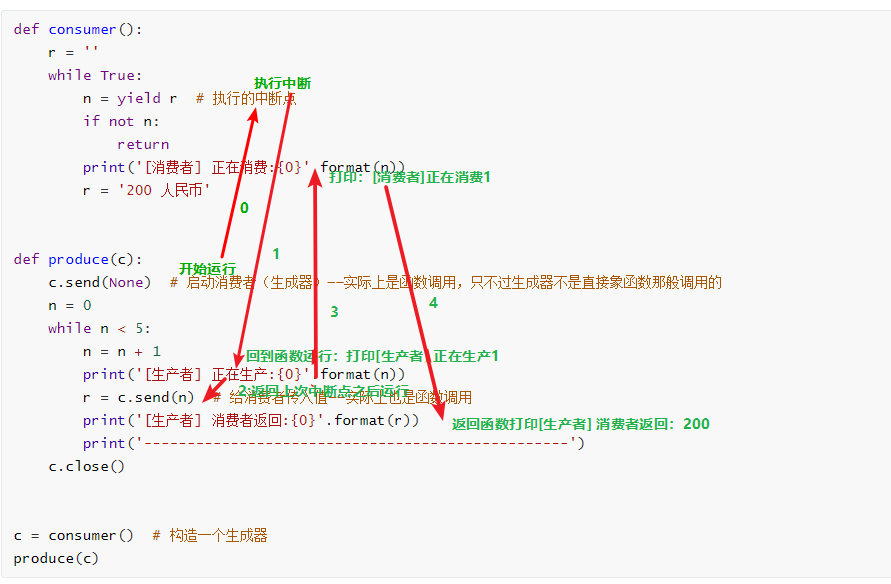 def consumer():
    r = ''
    while True:
执行中断
        n = yield r  # 执行的中断点
        if not n:
            return
        print('[消费者] 正在消费:{0}'.format(n))
打印：[消费者]正在消费1
        r = '200 人民币'
0
1
def produce(c):
开始运行
    c.send(None)  # 启动消费者（生成器）——实际上是函数调用，只不过生成器不是直接象函数那般调用的
    n = 0
4
3
    while n < 5:
        n = n + 1
回到函数运行：打印[生产者] 正在生产1
        print('[生产者] 正在生产:{0}'.format(n))
2:返回上次中断点之后运行
        r = c.send(n)  # 给消费者传入值——实际上也是函数调用
        print('[生产者] 消费者返回:{0}'.format(r))
返回函数打印[生产者] 消费者返回：200
        print('-------------------------------------------------')
    c.close()
c = consumer()  # 构造一个生成器
produce(c)